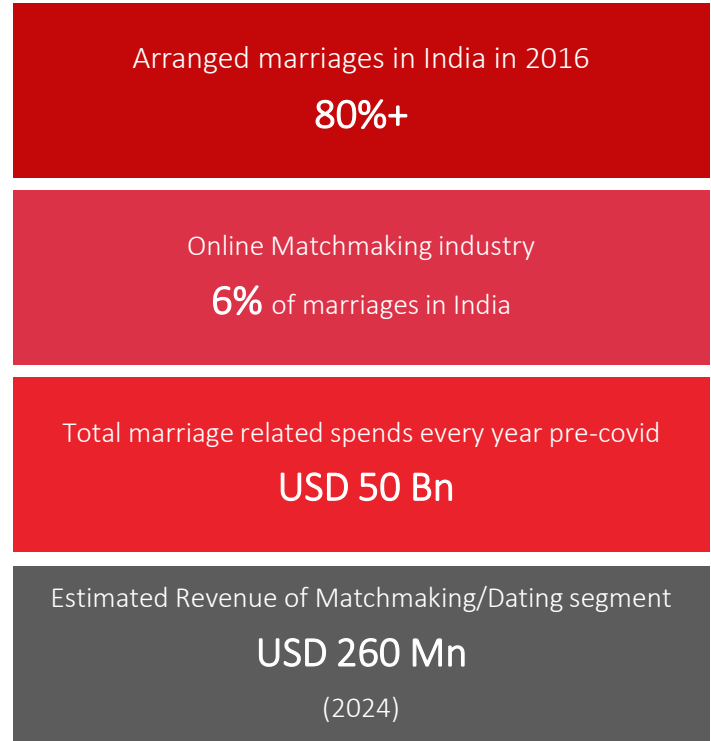 Arranged marriages in India in 2016
80%+
Online Matchmaking industry
6% of marriages in India
Total marriage related spends every year pre-covid
USD 50 Bn
Estimated Revenue of Matchmaking/Dating segment
USD 260 Mn
(2024)